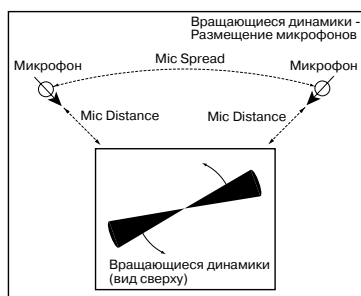 Вращающиеся динамики -
Размещение микрофонов
Микрофон
Mic Spread
Микрофон
Mic Distance
Mic Distance
Вращающиеся динамики
(вид сверху)